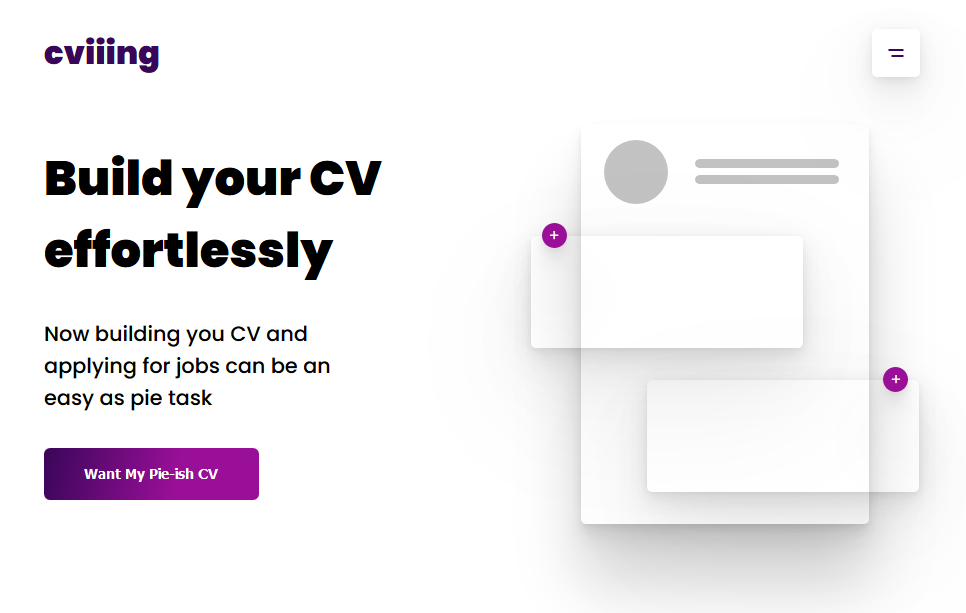 cviiing
Build your CV
effortlessly
Now building you CV and
applying for jobs can be an
easy as pie task
Want My Pie-ish CV
+
+